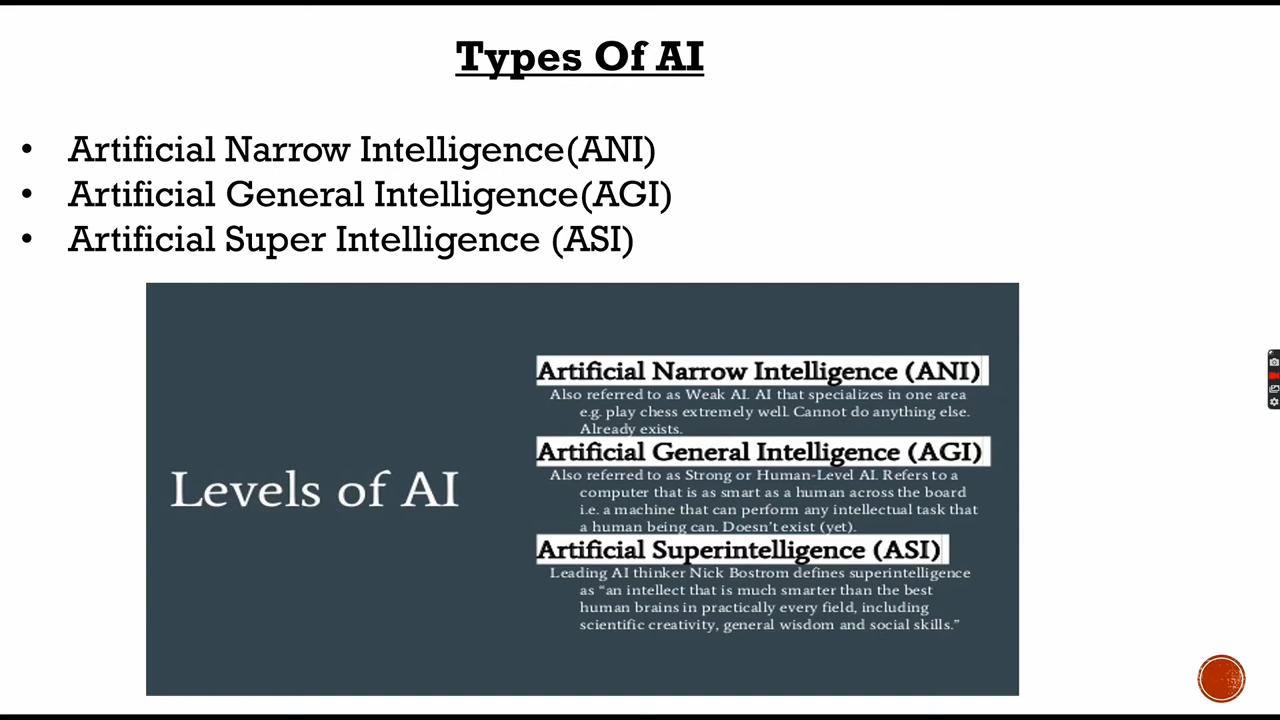 Types Of AI
• Artificial Narrow Intelligence(ANI)
• Artificial General Intelligence(AGI)
• Artificial Super Intelligence (ASI)
Levels of AI
Artificial Narrow Intelligence (ANI)
Also referred to as Weak AI. AI that specializes in one area
e.g. play chess extremely well. Cannot do anything else.
Already exists.
Artificial General Intelligence (AGI)
Also referred to as Strong or Human-Level AI. Refers to a
computer that is as smart as a human across the board
i.e. a machine that can perform any intellectual task that
a human being can. Doesn't exist (yet).
Artificial Superintelligence (ASI)
Leading AI thinker Nick Bostrom defines superintelligence
as “an intellect that is much smarter than the best
human brains in practically every field, including
scientific creativity, general wisdom and social skills.”